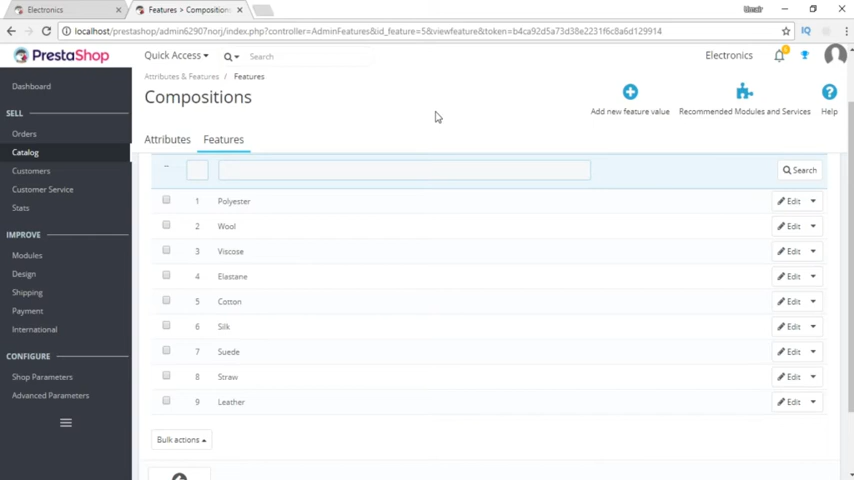 Electronics
Features > Compositions
Umair
localhost/prestashop/admin62907norj/index.php?controller=AdminFeatures&id_feature=5&viewfeature&token=b4ca92d5a73d38e2231f6c8a6d129914
IQ
PrestaShop
Quick Access
Search
Electronics
Attributes & Features / Features
Compositions
Add new feature value
Recommended Modules and Services
Help
Attributes
Features
Dashboard
SELL
Orders
Catalog
Customers
Customer Service
Stats
IMPROVE
Modules
Design
Shipping
Payment
International
CONFIGURE
Shop Parameters
Advanced Parameters
-- Search
1 Polyester Edit
2 Wool Edit
3 Viscose Edit
4 Elastane Edit
5 Cotton Edit
6 Silk Edit
7 Suede Edit
8 Straw Edit
9 Leather Edit
Bulk actions